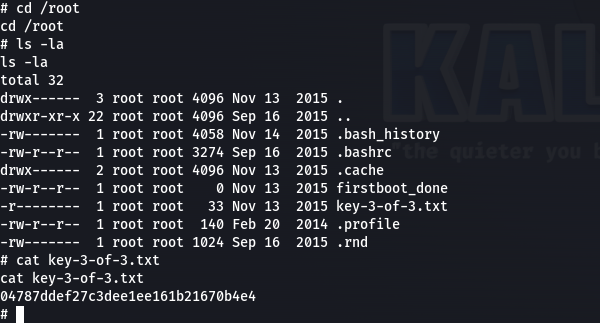 # cd /root
cd /root
# ls -la
ls -la
total 32
drwx------  3 root root 4096 Nov 13  2015 .
drwxr-xr-x 22 root root 4096 Sep 16  2015 ..
-rw-------  1 root root 4058 Nov 14  2015 .bash_history
-rw-r--r--  1 root root 3274 Sep 16  2015 .bashrc
drwx------  2 root root 4096 Nov 13  2015 .cache
-rw-r--r--  1 root root    0 Nov 13  2015 firstboot_done
-r--------  1 root root   33 Nov 13  2015 key-3-of-3.txt
-rw-r--r--  1 root root  140 Feb 20  2014 .profile
-rw-------  1 root root 1024 Sep 16  2015 .rnd
# cat key-3-of-3.txt
cat key-3-of-3.txt
04787ddef27c3dee1ee161b21670b4e4
#
KAL
"the quieter you b